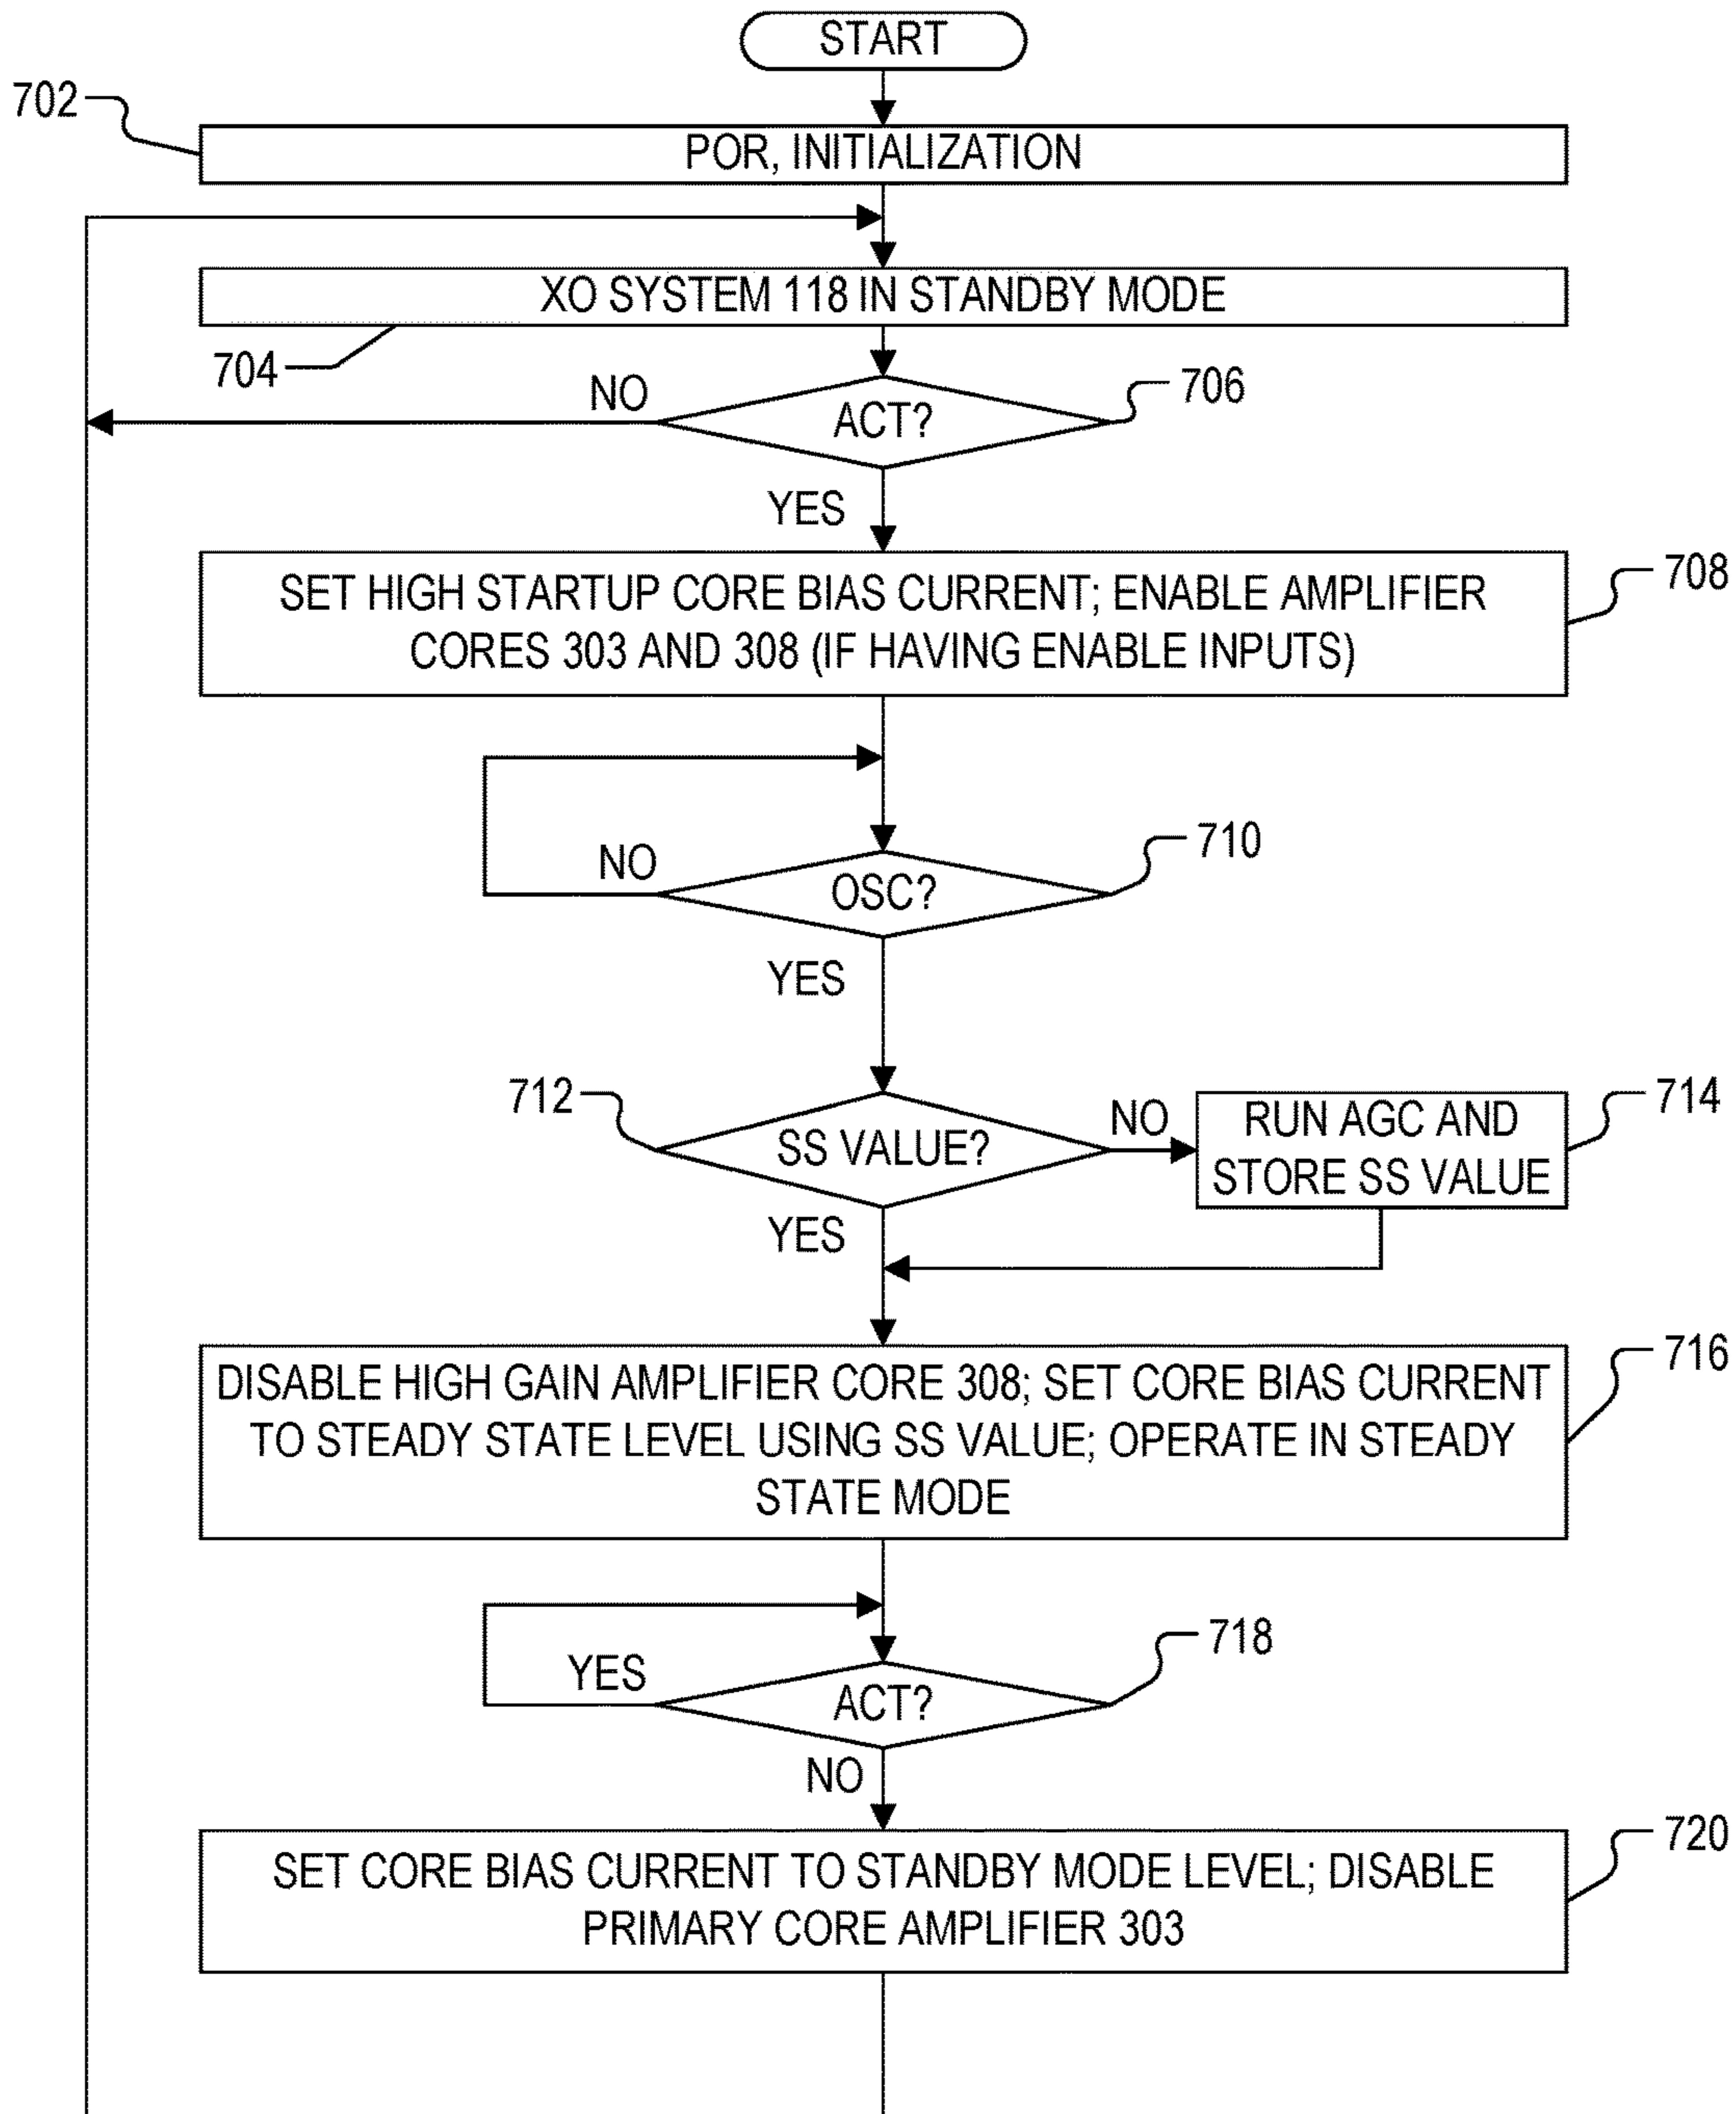 START
702
POR, INITIALIZATION
XO SYSTEM 118 IN STANDBY MODE
704
NO
706
ACT?
YES
708
SET HIGH STARTUP CORE BIAS CURRENT; ENABLE AMPLIFIER
CORES 303 AND 308 (IF HAVING ENABLE INPUTS)
710
NO
OSC?
YES
712
SS VALUE?
NO
RUN AGC AND
STORE SS VALUE
714
YES
716
DISABLE HIGH GAIN AMPLIFIER CORE 308; SET CORE BIAS CURRENT
TO STEADY STATE LEVEL USING SS VALUE; OPERATE IN STEADY
STATE MODE
718
YES
ACT?
NO
720
SET CORE BIAS CURRENT TO STANDBY MODE LEVEL; DISABLE
PRIMARY CORE AMPLIFIER 303